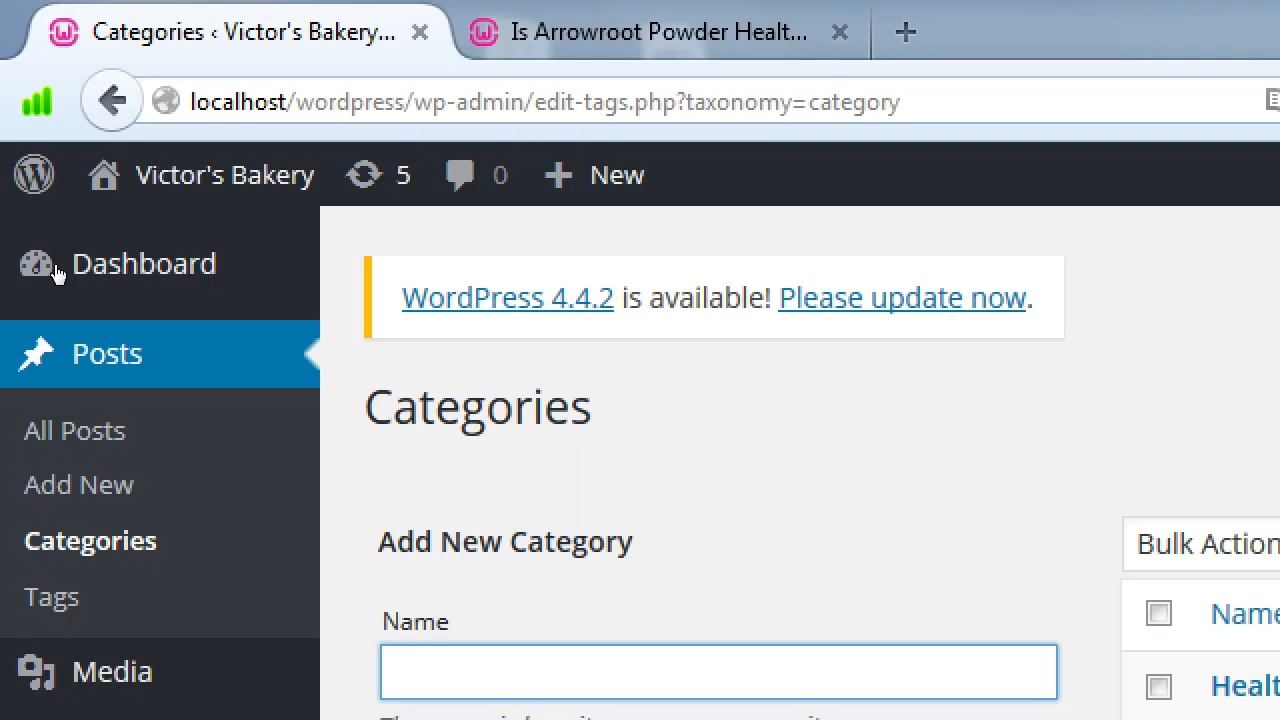 Categories ‹ Victor's Bakery...
Is Arrowroot Powder Healt...
localhost/wordpress/wp-admin/edit-tags.php?taxonomy=category
Victor's Bakery 5 0 + New
Dashboard
WordPress 4.4.2 is available! Please update now.
Posts
Categories
All Posts
Add New
Categories
Tags
Media
Add New Category
Name
Bulk Action
Name
Healt